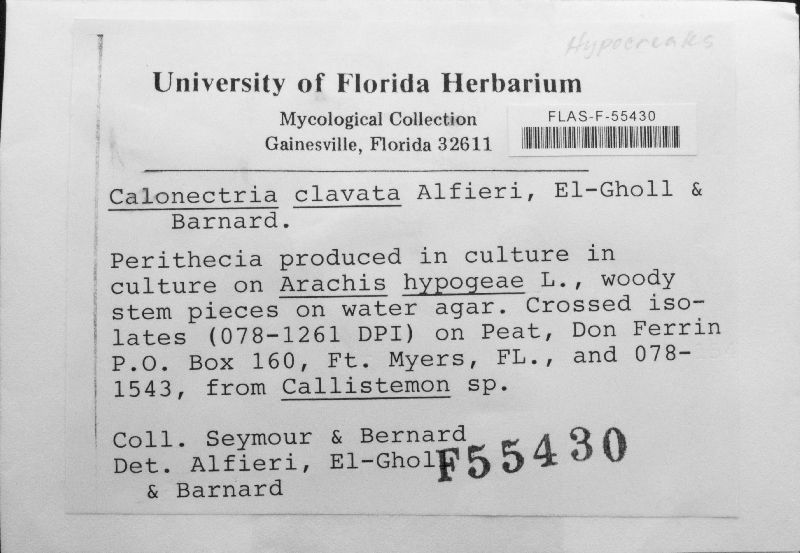 Hypocreales
University of Florida Herbarium
Mycological Collection
Gainesville, Florida 32611
FLAS-F-55430
Calonectria clavata Alfieri, El-Gholl &
Barnard.
Perithecia produced in culture in
culture on Arachis hypogeae L., woody
stem pieces on water agar. Crossed iso-
lates (078-1261 DPI) on Peat, Don Ferrin
P.O. Box 160, Ft. Myers, FL., and 078-
1543, from Callistemon sp.
Coll. Seymour & Bernard
Det. Alfieri, El-Ghol
F55430
& Barnard